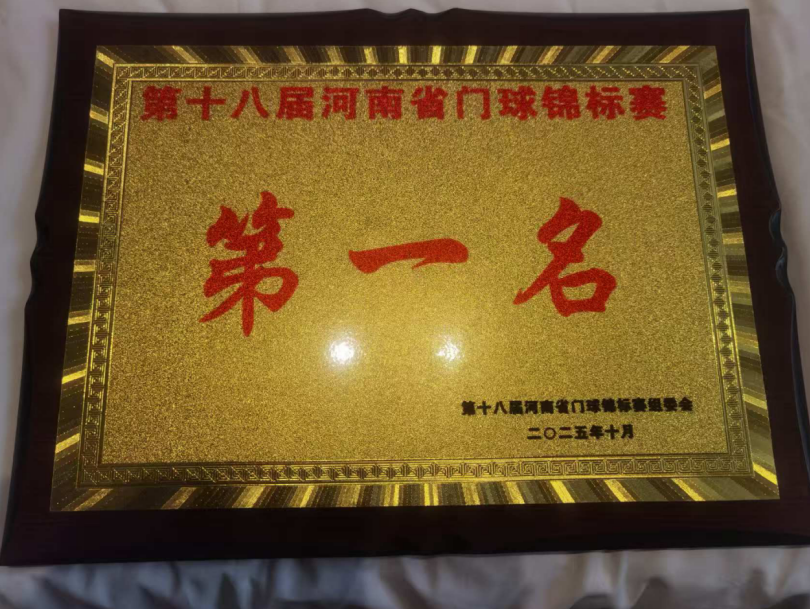 第十八届河南省门球锦标赛
第一名
第十八届河南省门球锦标赛组委会
二〇二五年十月